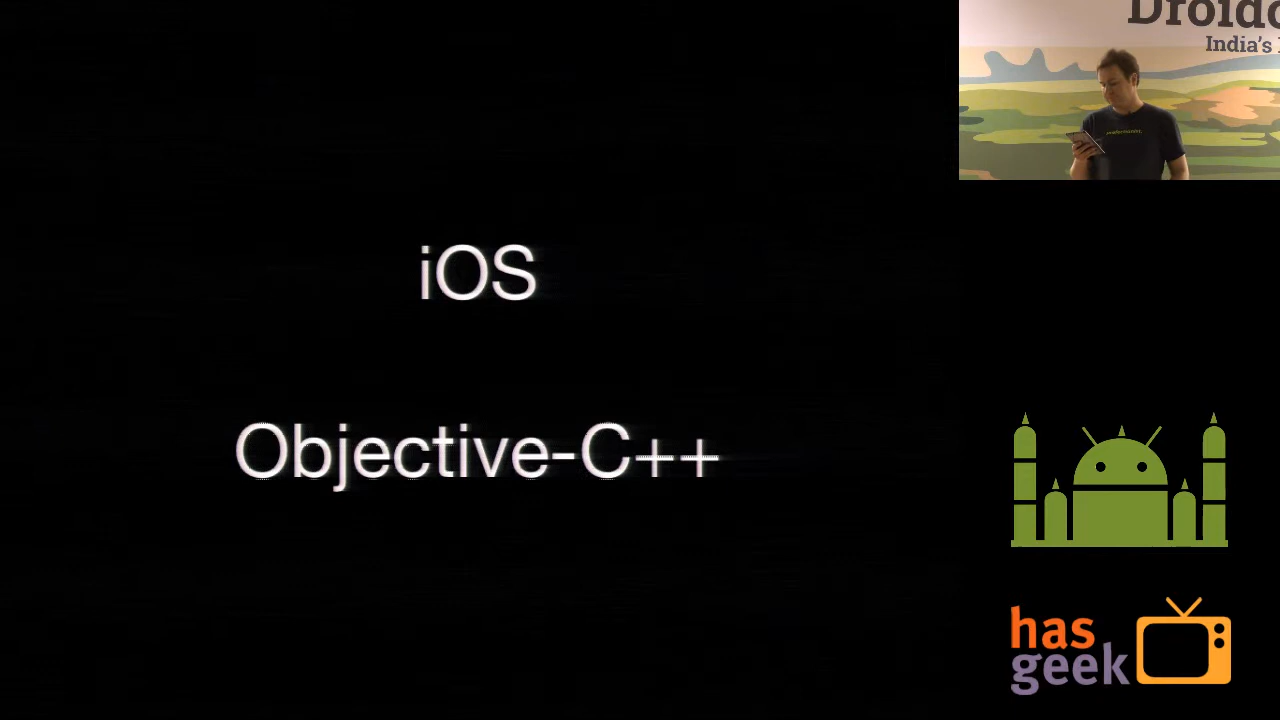 Droidc
India's
iOS
Objective-C++
has
geek